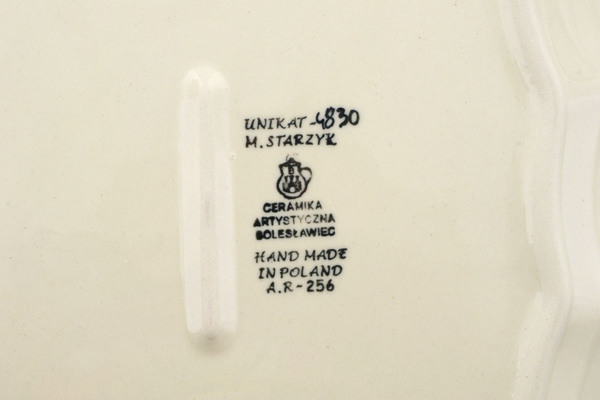 UNIKAT-4830
M. STARZYK
B
CERAMIKA
ARTYSTYCZNA
BOLESŁAWIEC
HAND MADE
IN POLAND
A.R-256